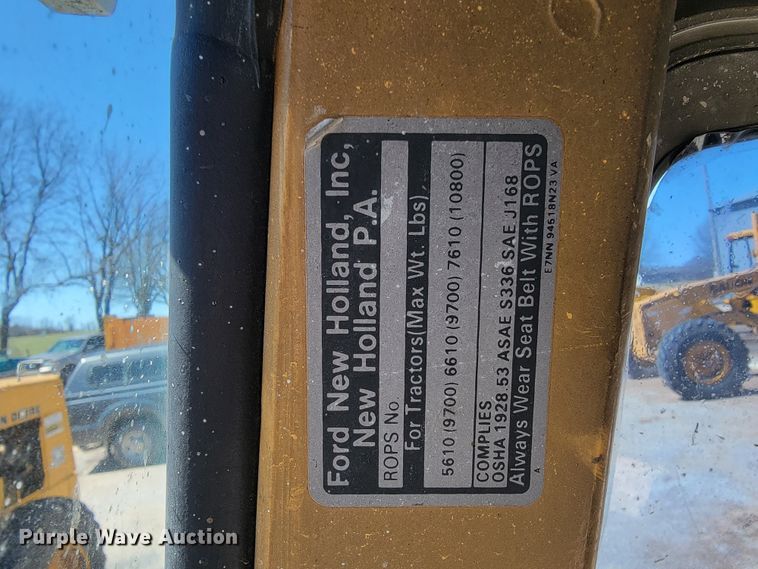 Ford New Holland, Inc,
New Holland P.A.
ROPS No.
For Tractors(Max Wt. Lbs)
5610 (9700) 6610 (9700) 7610 (10800)
COMPLIES
OSHA 1928 53 ASAE S336 SAE J168
Always Wear Seat Belt With ROPS
A E7NN 94618N23 VA
Purple Wave Auction